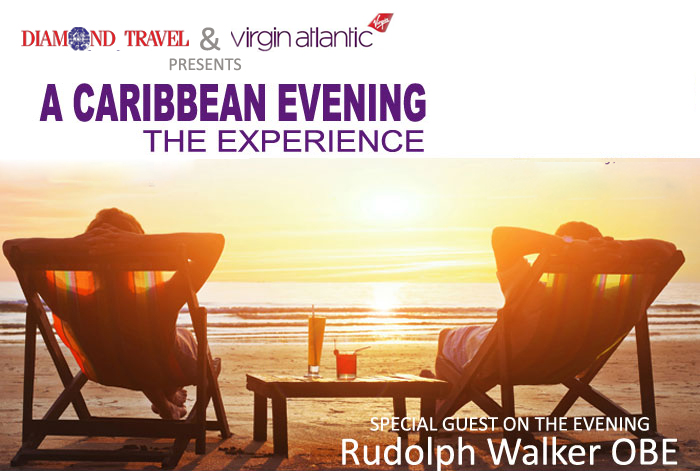 DIAMOND TRAVEL & virgin atlantic
PRESENTS
A CARIBBEAN EVENING
THE EXPERIENCE
SPECIAL GUEST ON THE EVENING
Rudolph Walker OBE